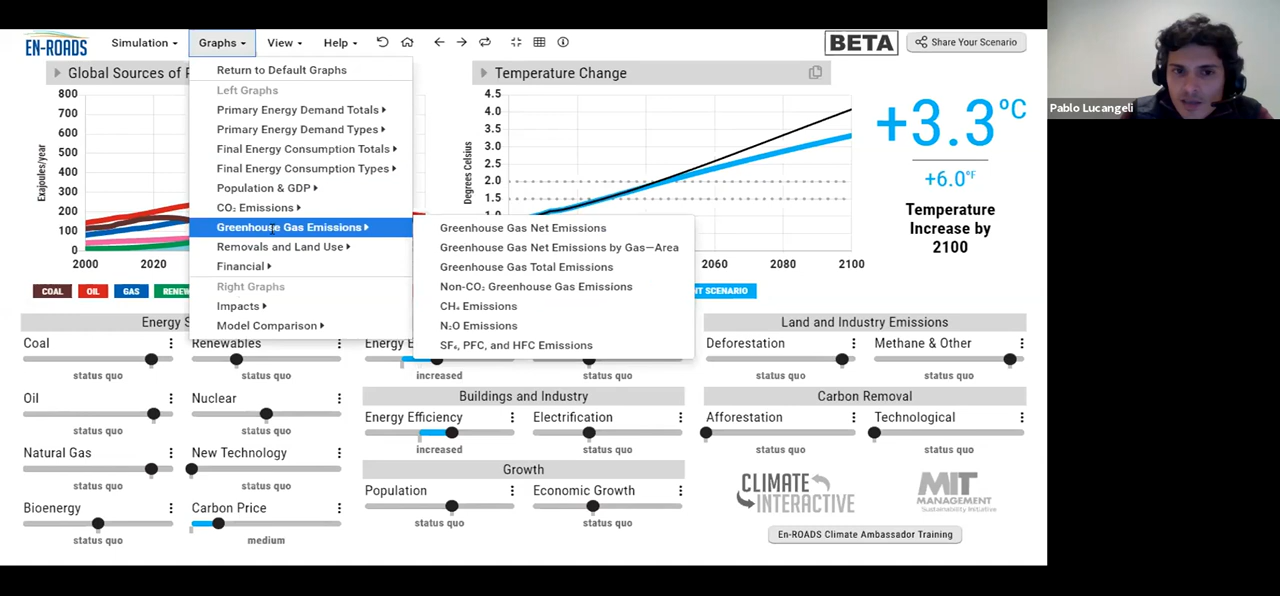 EN-ROADS
Simulation
Graphs
View
Help
BETA
Share Your Scenario
Pablo Lucangeli
Global Sources of
Return to Default Graphs
Left Graphs
Primary Energy Demand Totals
Primary Energy Demand Types
Final Energy Consumption Totals
Final Energy Consumption Types
Population & GDP
CO₂ Emissions
Greenhouse Gas Emissions
Removals and Land Use
Financial
Right Graphs
Impacts
Model Comparison
Greenhouse Gas Net Emissions
Greenhouse Gas Net Emissions by Gas—Area
Greenhouse Gas Total Emissions
Non-CO₂ Greenhouse Gas Emissions
CH₄ Emissions
N₂O Emissions
SF₆, PFC, and HFC Emissions
Exajoules/year
800
700
600
500
400
300
200
100
0
2000
2020
COAL
OIL
GAS
Temperature Change
Degrees Celsius
4.5
4.0
3.5
3.0
2.5
2.0
1.5
1.0
2060
2080
2100
SCENARIO
+3.3°C
+6.0°F
Temperature
Increase by
2100
Coal
status quo
Renewables
status quo
Oil
status quo
Nuclear
status quo
Natural Gas
status quo
New Technology
status quo
Bioenergy
status quo
Carbon Price
medium
increased
status quo
Buildings and Industry
Energy Efficiency
increased
Electrification
status quo
Growth
Population
status quo
Economic Growth
status quo
Land and Industry Emissions
Deforestation
status quo
Methane & Other
status quo
Carbon Removal
Afforestation
status quo
Technological
status quo
CLIMATE
INTERACTIVE
MIT
MANAGEMENT
Sustainability Initiative
En-ROADS Climate Ambassador Training